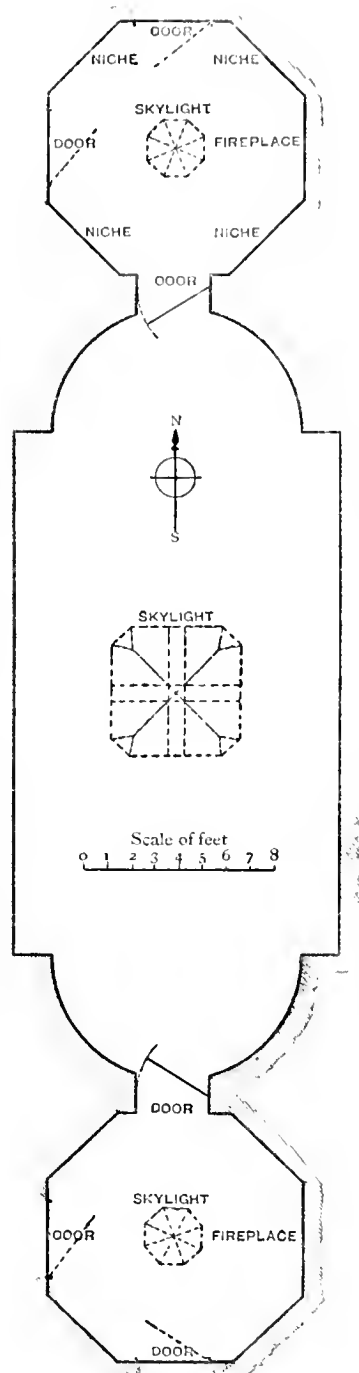 DOOR
NICHE NICHE
SKYLIGHT
DOOR FIREPLACE
NICHE NICHE
DOOR
N
S
SKYLIGHT
Scale of feet
0 1 2 3 4 5 6 7 8
DOOR
SKYLIGHT
DOOR FIREPLACE
DOOR